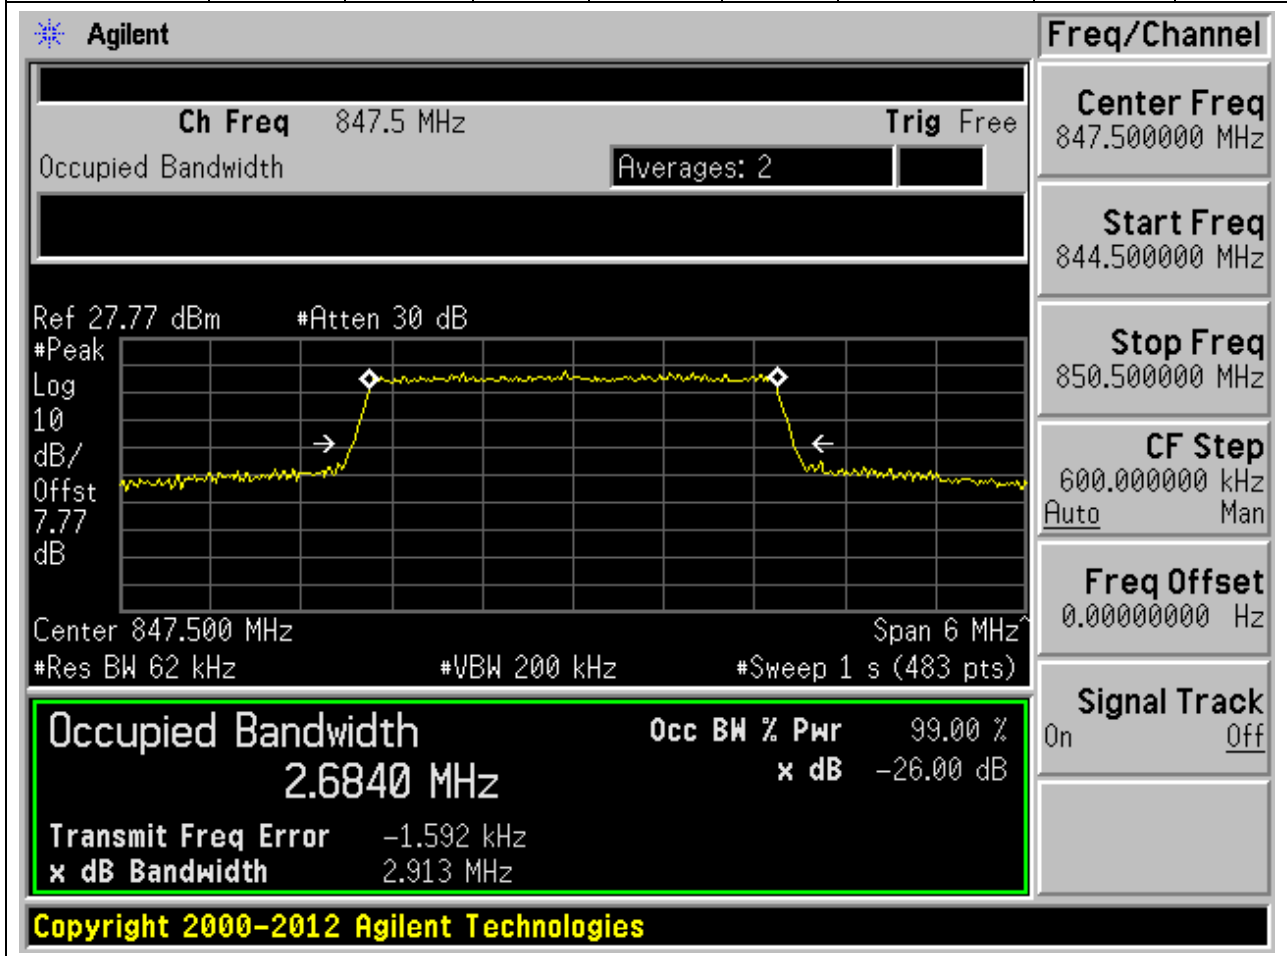 Agilent
Freq/Channel
Ch Freq 847.5 MHz Trig Free
Occupied Bandwidth Averages: 2
Center Freq
847.500000 MHz
Start Freq
844.500000 MHz
Stop Freq
850.500000 MHz
CF Step
600.000000 kHz
Auto Man
Freq Offset
0.00000000 Hz
Signal Track
On Off
Ref 27.77 dBm #Atten 30 dB
#Peak
Log
10
dB/
Offst
7.77
dB
Center 847.500 MHz Span 6 MHz^
#Res BW 62 kHz #VBW 200 kHz #Sweep 1 s (483 pts)
Occupied Bandwidth Occ BW % Pwr 99.00 %
2.6840 MHz x dB -26.00 dB
Transmit Freq Error -1.592 kHz
x dB Bandwidth 2.913 MHz
Copyright 2000-2012 Agilent Technologies